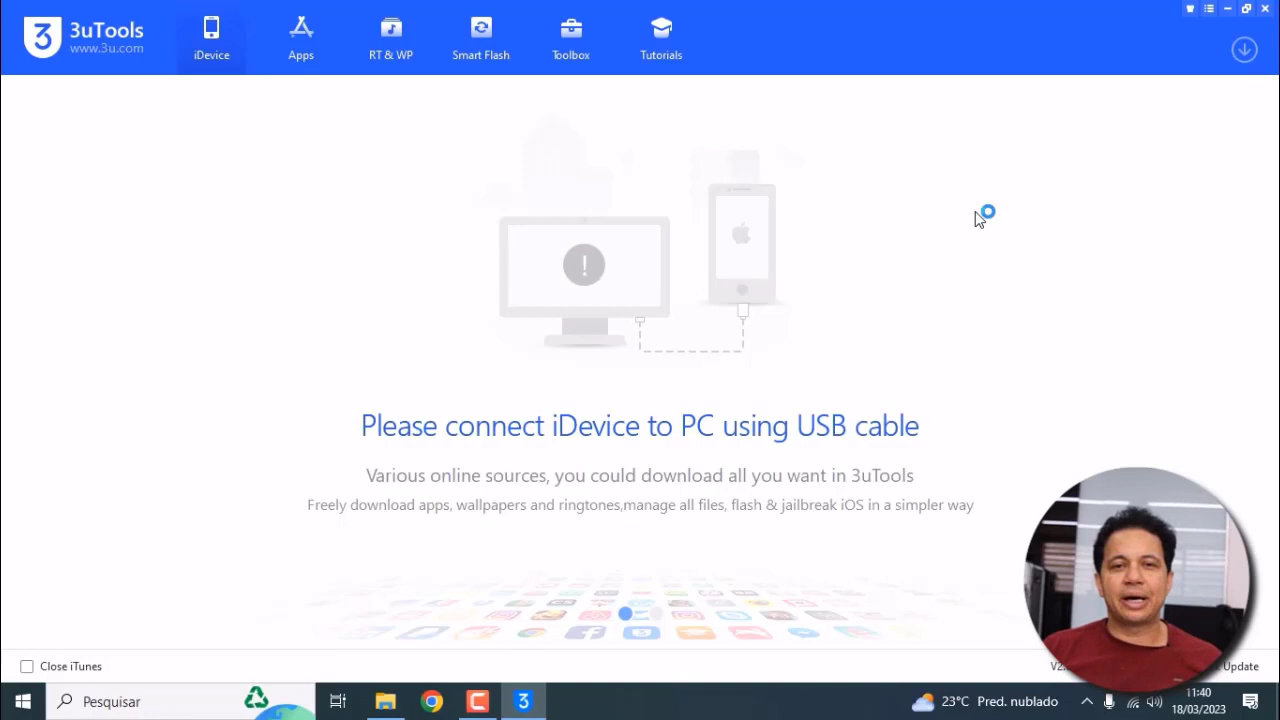 3uTools
www.3u.com
iDevice
Apps
RT & WP
Smart Flash
Toolbox
Tutorials
Please connect iDevice to PC using USB cable
Various online sources, you could download all you want in 3uTools
Freely download apps, wallpapers and ringtones,manage all files, flash & jailbreak iOS in a simpler way
Close iTunes
Update
Pesquisar
23°C Pred. nublado
11:40
18/03/2023